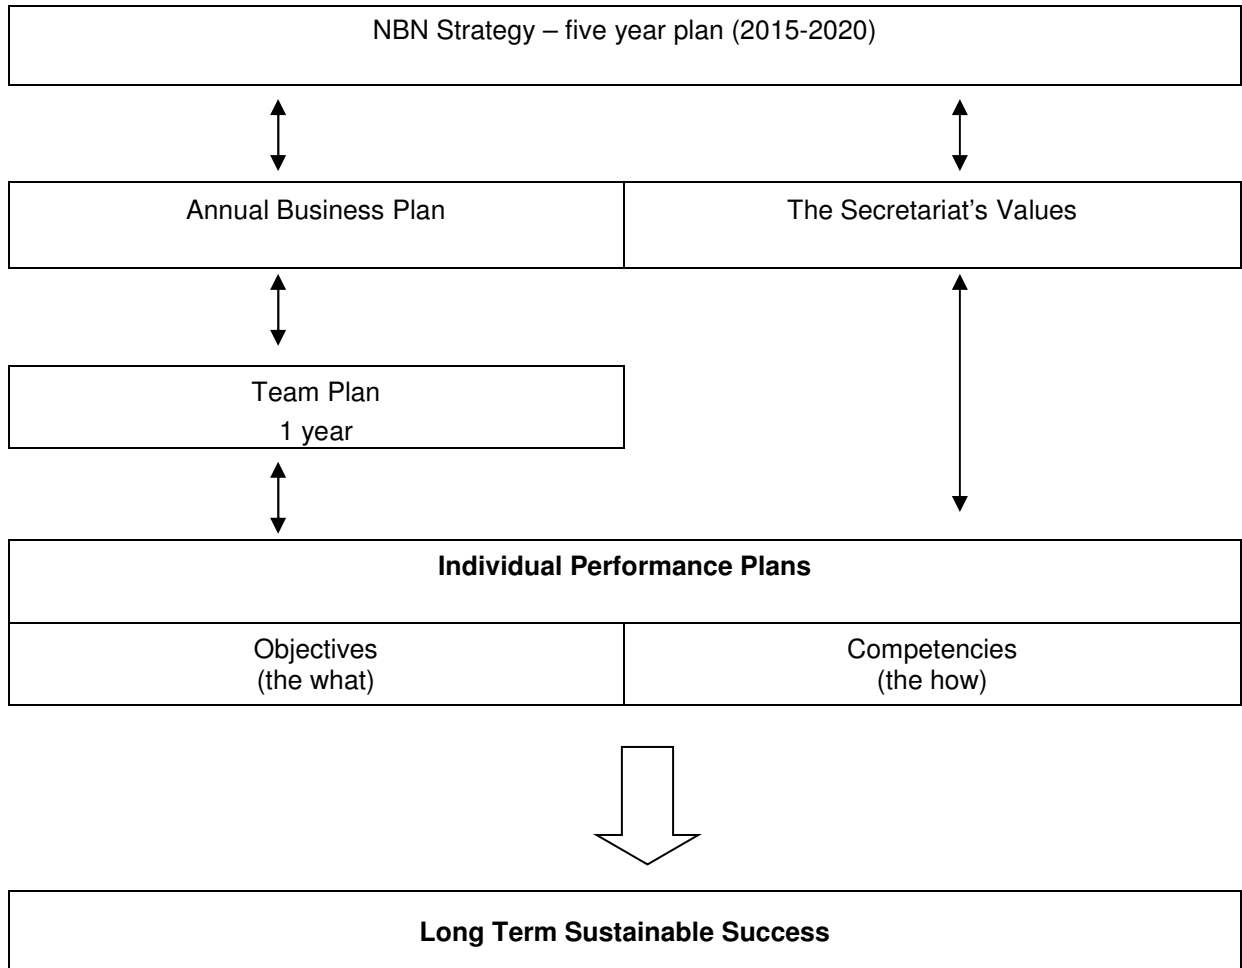 NBN Strategy – five year plan (2015-2020)
Annual Business Plan
The Secretariat's Values
Team Plan
1 year
Individual Performance Plans
Objectives
(the what)
Competencies
(the how)
Long Term Sustainable Success